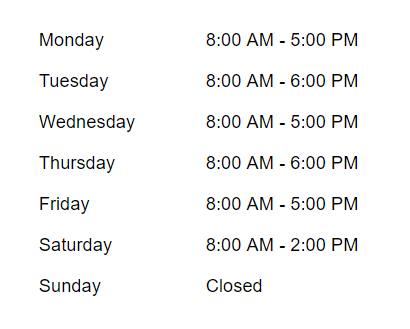 Monday 8:00 AM - 5:00 PM
Tuesday 8:00 AM - 6:00 PM
Wednesday 8:00 AM - 5:00 PM
Thursday 8:00 AM - 6:00 PM
Friday 8:00 AM - 5:00 PM
Saturday 8:00 AM - 2:00 PM
Sunday Closed